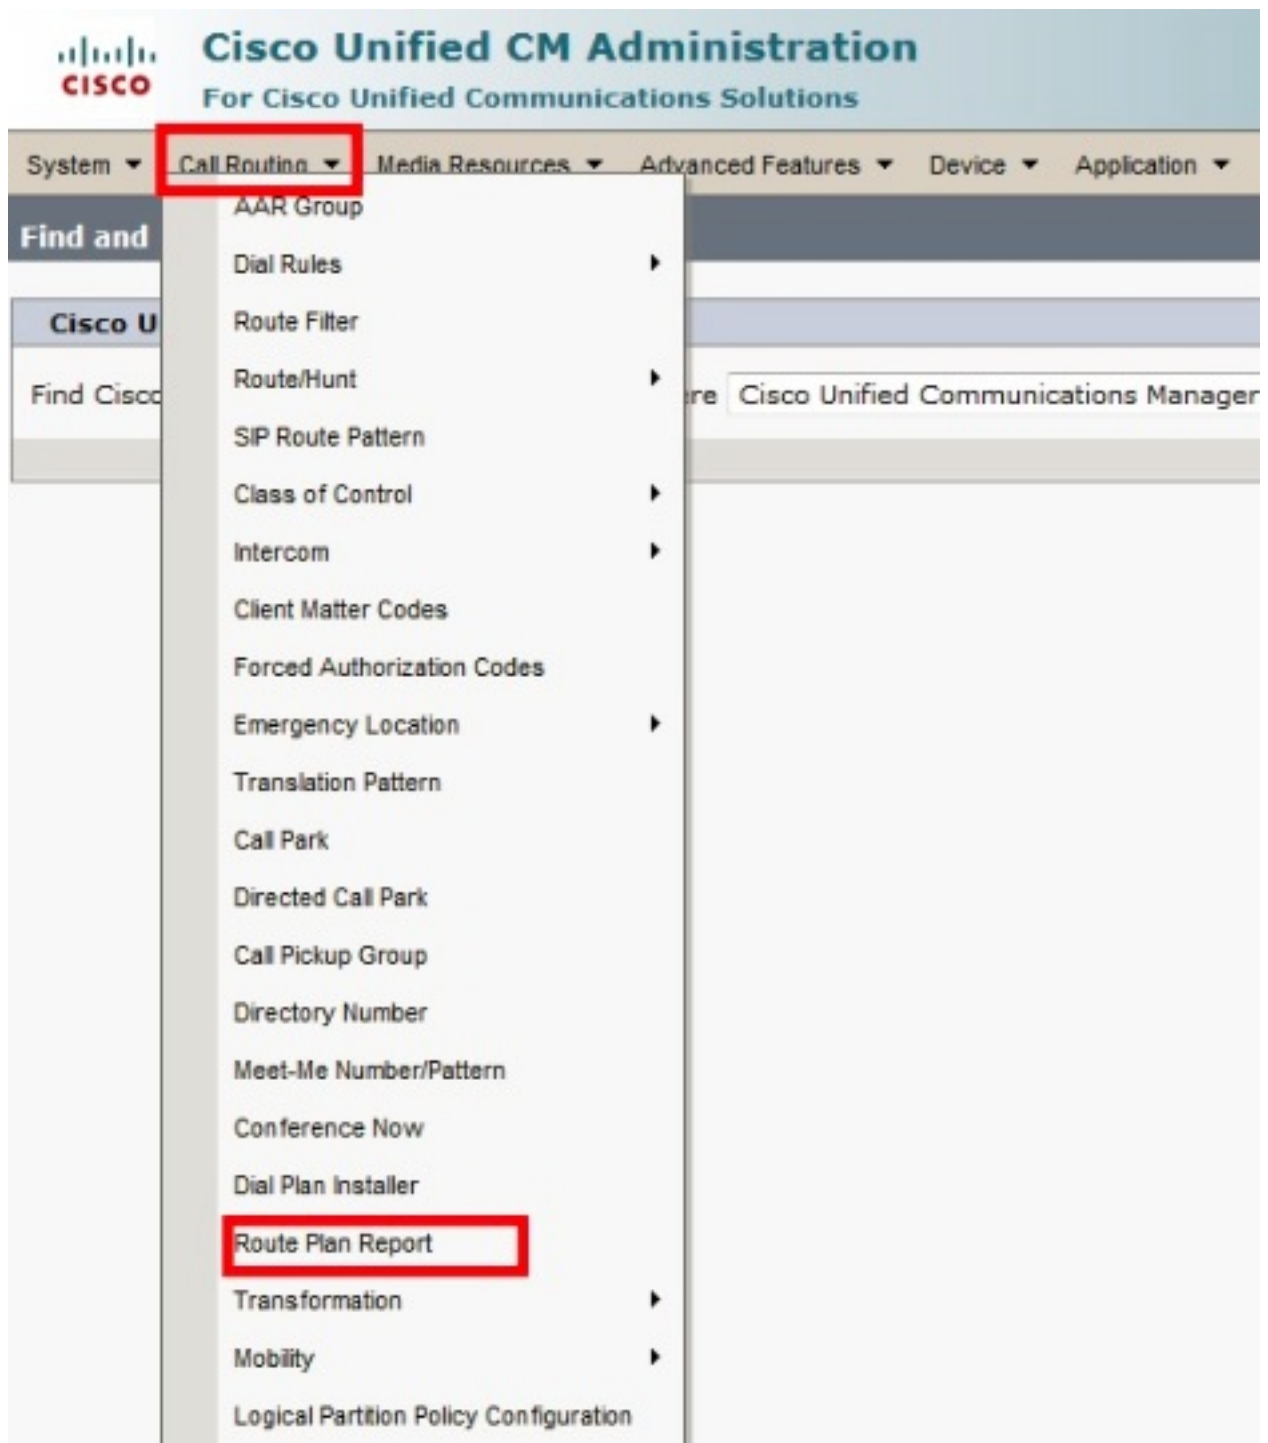 CISCO
Cisco Unified CM Administration
For Cisco Unified Communications Solutions
System Call Routing Media Resources Advanced Features Device Application
Find and
Cisco U
Find Cisco
ere Cisco Unified Communications Manager
AAR Group
Dial Rules
Route Filter
Route/Hunt
SIP Route Pattern
Class of Control
Intercom
Client Matter Codes
Forced Authorization Codes
Emergency Location
Translation Pattern
Call Park
Directed Call Park
Call Pickup Group
Directory Number
Meet-Me Number/Pattern
Conference Now
Dial Plan Installer
Route Plan Report
Transformation
Mobility
Logical Partition Policy Configuration